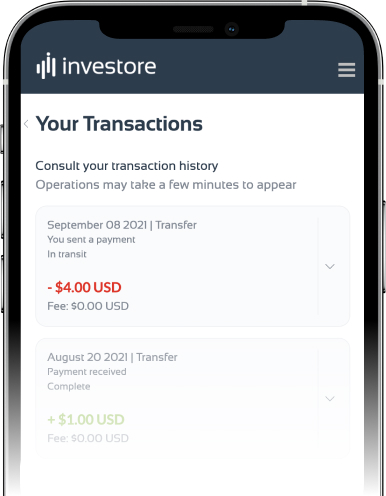 investore
Your Transactions
Consult your transaction history
Operations may take a few minutes to appear
September 08 2021 | Transfer
You sent a payment
In transit
- $4.00 USD
Fee: $0.00 USD
August 20 2021 | Transfer
Payment received
Complete
+ $1.00 USD
Fee: $0.00 USD